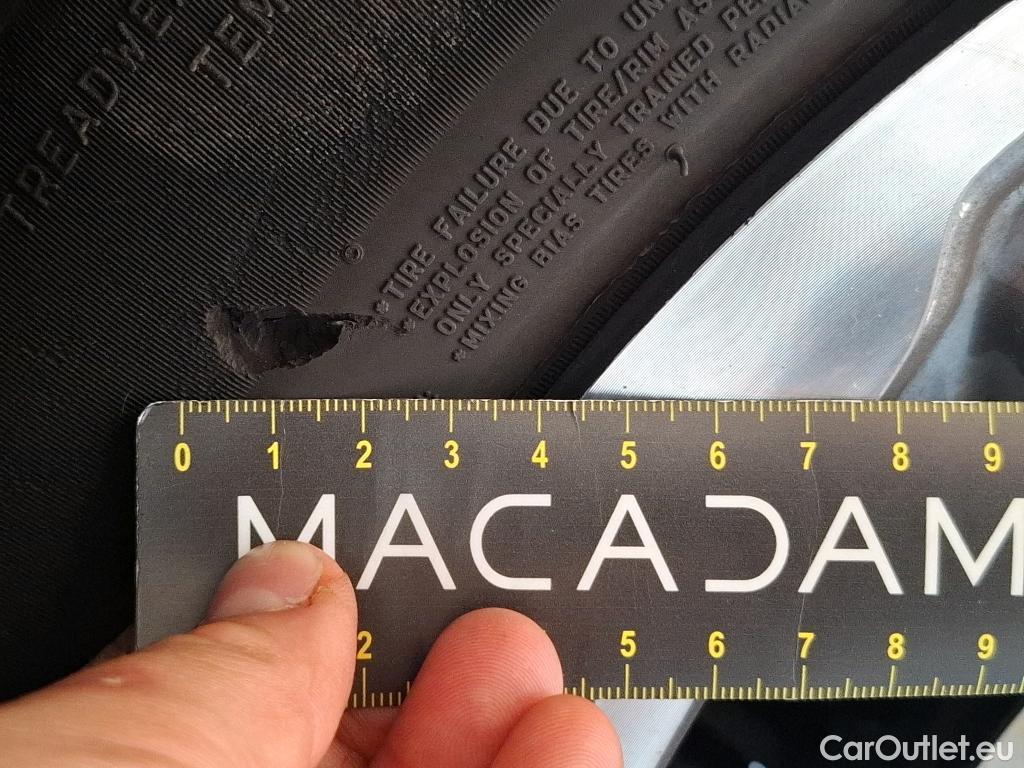 TREADWE
TEM
*TIRE FAILURE DUE TO UN
*EXPLOSION OF TIRE/RIM AS
ONLY SPECIALLY TRAINED PE
*MIXING BIAS TIRES WITH RADIA
0 1 2 3 4 5 6 7 8 9
MACADAM
2 5 6 7 8 9
CarOutlet.eu